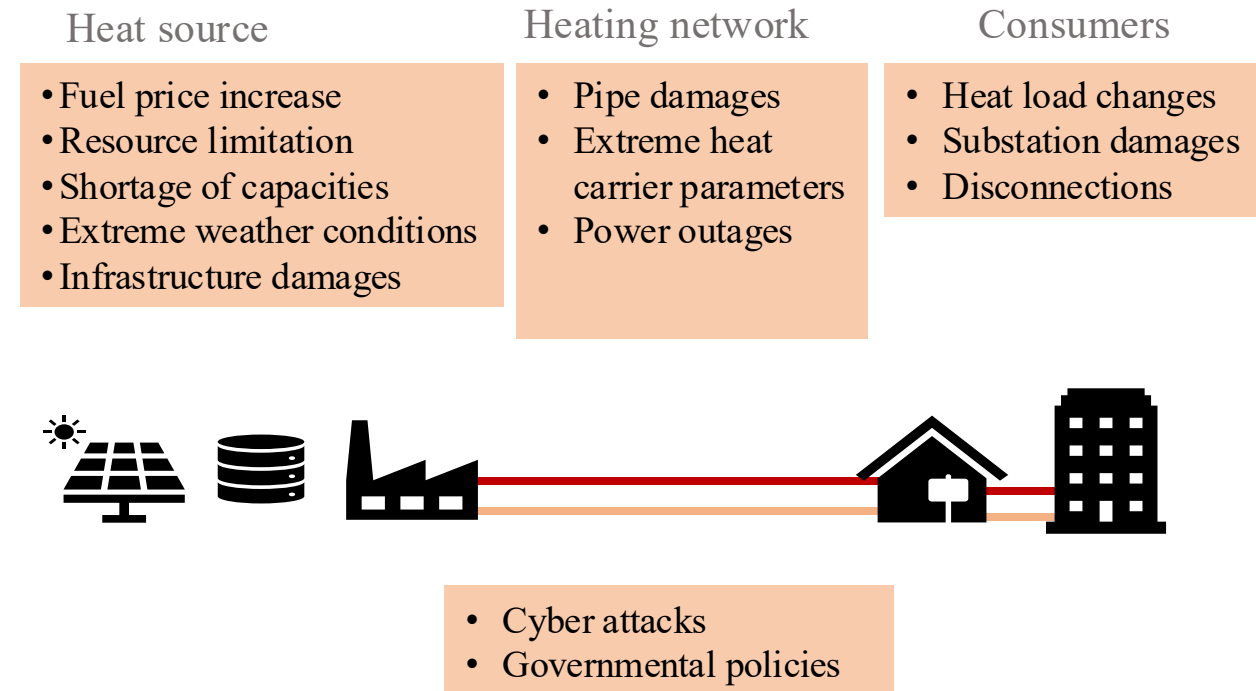 Heat source
• Fuel price increase
• Resource limitation
• Shortage of capacities
• Extreme weather conditions
• Infrastructure damages
Heating network
• Pipe damages
• Extreme heat
carrier parameters
• Power outages
Consumers
• Heat load changes
• Substation damages
• Disconnections
• Cyber attacks
• Governmental policies